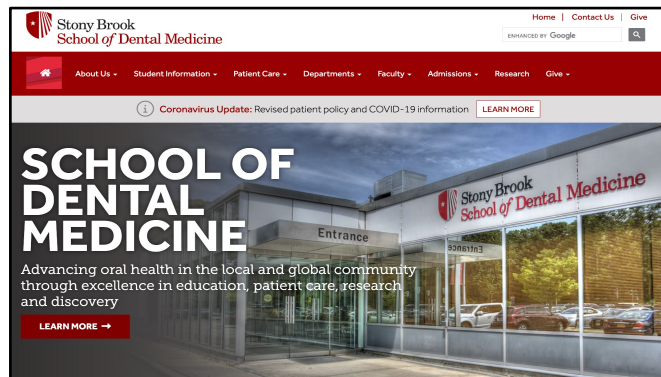 Stony Brook
School of Dental Medicine
Home | Contact Us | Give
ENHANCED BY Google
About Us Student Information Patient Care Departments Faculty Admissions Research Give
i Coronavirus Update: Revised patient policy and COVID-19 information LEARN MORE
SCHOOL OF
DENTAL
MEDICINE
Advancing oral health in the local and global community
through excellence in education, patient care, research
and discovery
LEARN MORE →
Entrance
Entrance
Stony Brook
School of Dental Medicine